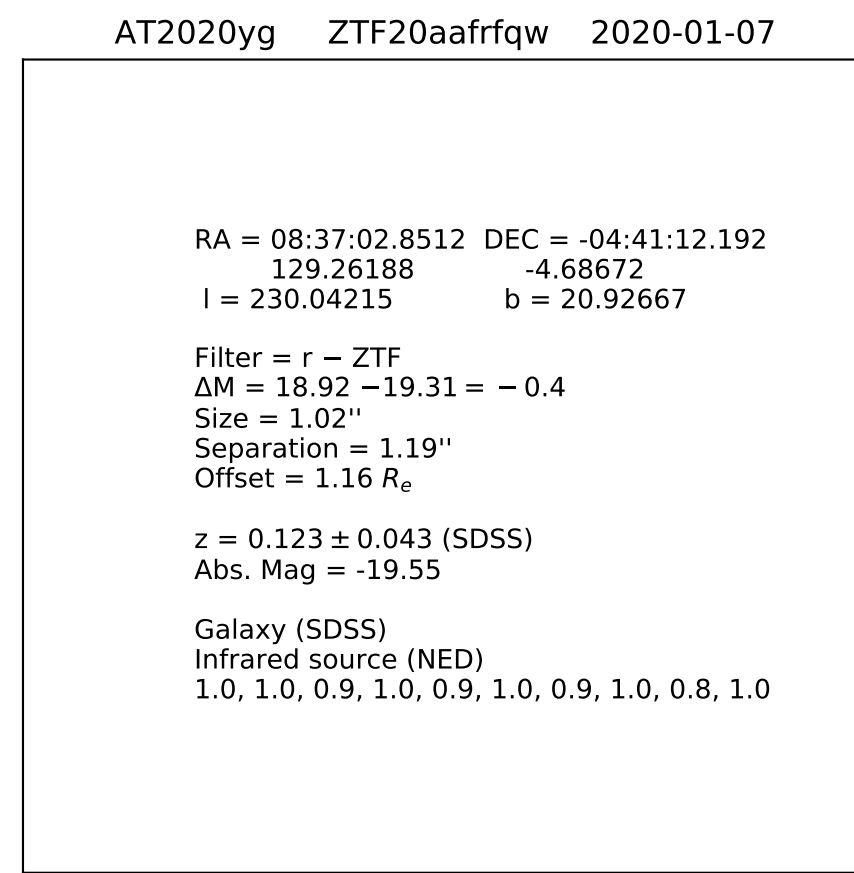 AT2020yg ZTF20aafrfqw 2020-01-07
RA = 08:37:02.8512 DEC = -04:41:12.192
129.26188 -4.68672
l = 230.04215 b = 20.92667
Filter = r − ZTF
ΔM = 18.92 −19.31 = − 0.4
Size = 1.02''
Separation = 1.19''
Offset = 1.16 Rₑ
z = 0.123 ± 0.043 (SDSS)
Abs. Mag = -19.55
Galaxy (SDSS)
Infrared source (NED)
1.0, 1.0, 0.9, 1.0, 0.9, 1.0, 0.9, 1.0, 0.8, 1.0